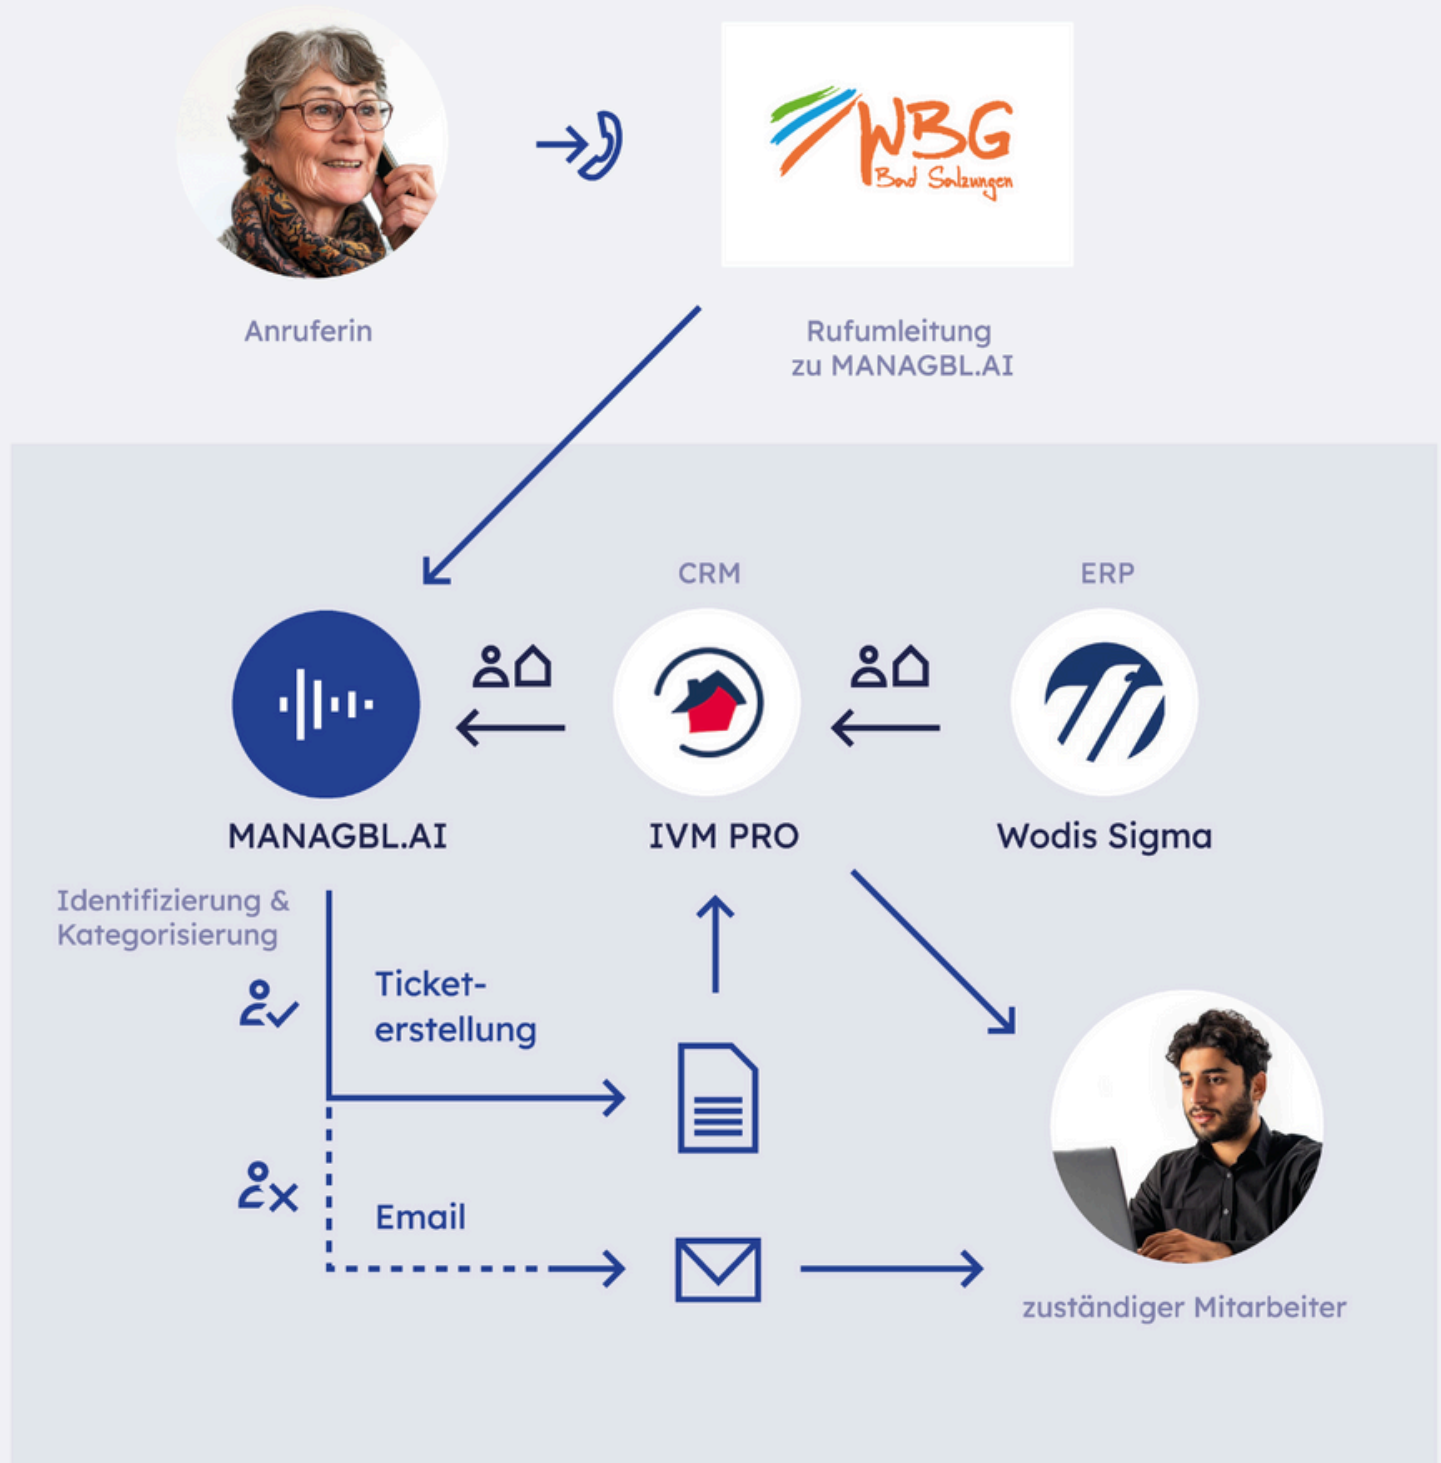 WBG
Bad Salzungen
Anruferin
Rufumleitung
zu MANAGBL.AI
CRM
ERP
MANAGBL.AI
IVM PRO
Wodis Sigma
Identifizierung &
Kategorisierung
Ticket-
erstellung
Email
zuständiger Mitarbeiter